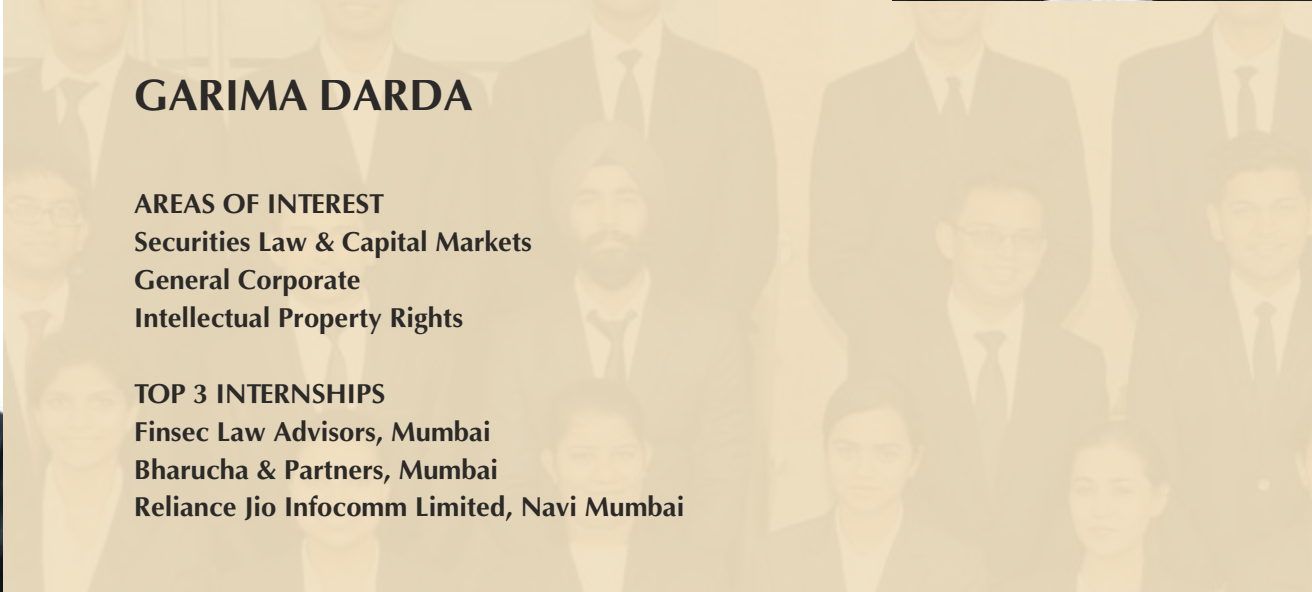 GARIMA DARDA
AREAS OF INTEREST
Securities Law & Capital Markets
General Corporate
Intellectual Property Rights
TOP 3 INTERNSHIPS
Finsec Law Advisors, Mumbai
Bharucha & Partners, Mumbai
Reliance Jio Infocomm Limited, Navi Mumbai